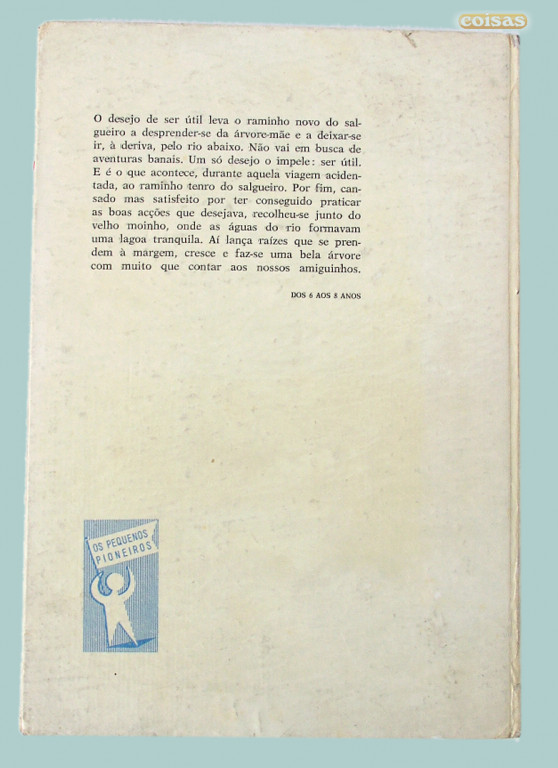 coisas
O desejo de ser útil leva o raminho novo do sal-
gueiro a desprender-se da árvore-mãe e a deixar-se
ir, à deriva, pelo rio abaixo. Não vai em busca de
aventuras banais. Um só desejo o impele: ser útil.
E é o que acontece, durante aquela viagem aciden-
tada, ao raminho tenro do salgueiro. Por fim, can-
sado mas satisfeito por ter conseguido praticar
as boas acções que desejava, recolheu-se junto do
velho moinho, onde as águas do rio formavam
uma lagoa tranquila. Aí lança raízes que se pren-
dem à margem, cresce e faz-se uma bela árvore
com muito que contar aos nossos amiguinhos.
DOS 6 AOS 8 ANOS
OS PEQUENOS
PIONEIROS